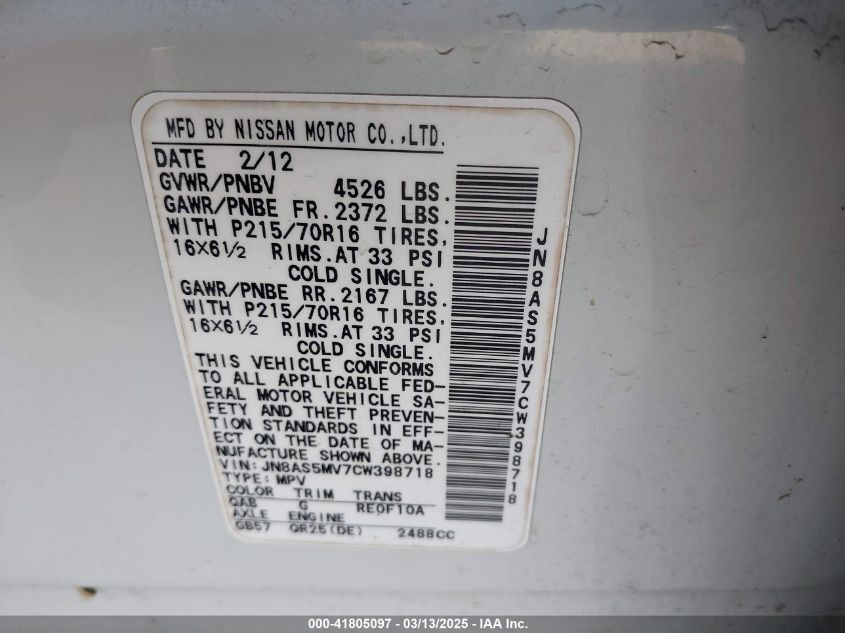 MFD BY NISSAN MOTOR CO.,LTD.
DATE 2/12
GVWR/PNBV 4526 LBS.
GAWR/PNBE FR.2372 LBS.
WITH P215/70R16 TIRES,
16X6½ RIMS.AT 33 PSI
COLD SINGLE.
GAWR/PNBE RR.2167 LBS.
WITH P215/70R16 TIRES,
16X6½ RIMS.AT 33 PSI
COLD SINGLE.
THIS VEHICLE CONFORMS
TO ALL APPLICABLE FED-
ERAL MOTOR VEHICLE SA-
FETY AND THEFT PREVEN-
TION STANDARDS IN EFF-
ECT ON THE DATE OF MA-
NUFACTURE SHOWN ABOVE.
VIN: JN8AS5MV7CW398718
TYPE: MPV
COLOR TRIM TRANS
QAB G RE0F10A
AXLE ENGINE
GB57 QR25(DE) 2488CC
JN8AS5MV7CW398718
000-41805097 - 03/13/2025 - IAA Inc.